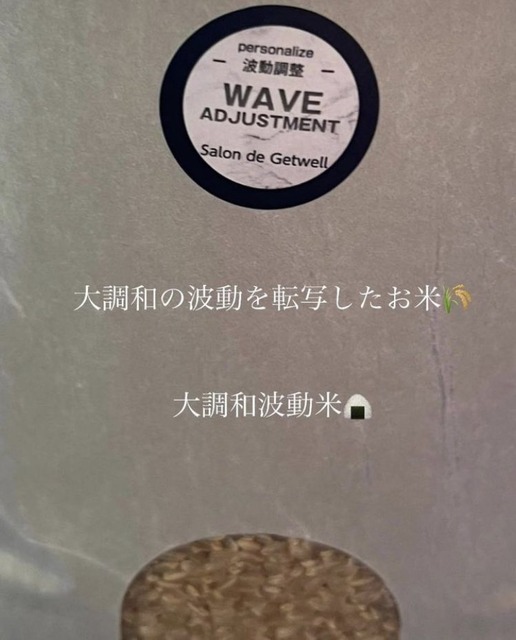 personalize
波動調整
WAVE
ADJUSTMENT
Salon de Getwell
大調和の波動を転写したお米🌾
大調和波動米🍙